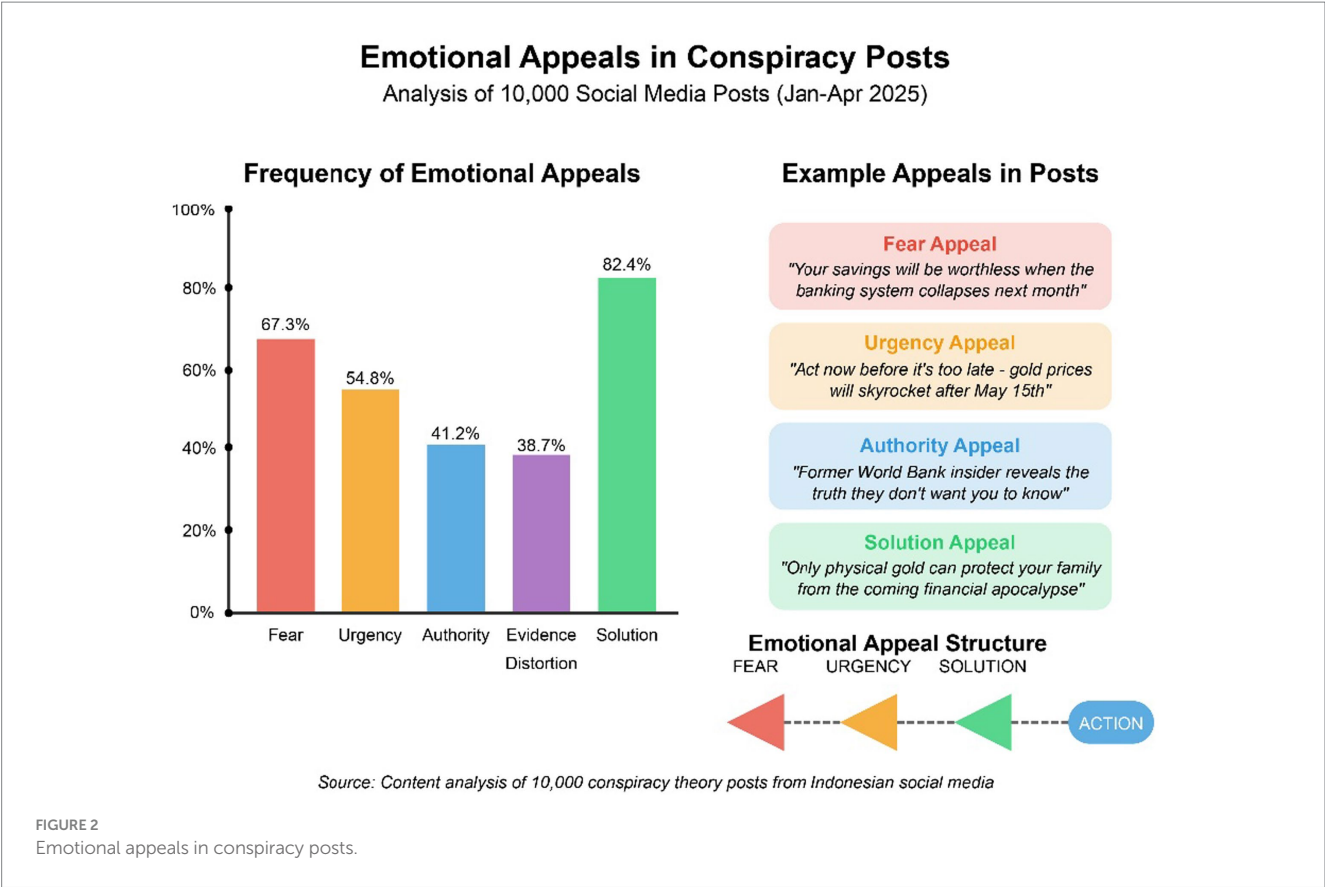 Emotional Appeals in Conspiracy Posts
Analysis of 10,000 Social Media Posts (Jan-Apr 2025)
Frequency of Emotional Appeals
100%
80%
60%
40%
20%
0%
67.3%
54.8%
41.2%
38.7%
82.4%
Fear
Urgency
Authority
Evidence
Distortion
Solution
Example Appeals in Posts
Fear Appeal
"Your savings will be worthless when the
banking system collapses next month"
Urgency Appeal
"Act now before it's too late - gold prices
will skyrocket after May 15th"
Authority Appeal
"Former World Bank insider reveals the
truth they don't want you to know"
Solution Appeal
"Only physical gold can protect your family
from the coming financial apocalypse"
Emotional Appeal Structure
FEAR
URGENCY
SOLUTION
ACTION
Source: Content analysis of 10,000 conspiracy theory posts from Indonesian social media
FIGURE 2
Emotional appeals in conspiracy posts.